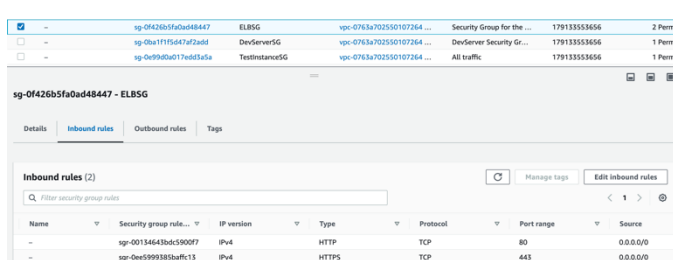 – sg-0f426b5fa0ad48447 ELBSG vpc-0763a702550107264 ... Security Group for the ... 179133553656 2 Perm
– sg-0ba1f1f5d47af2add DevServerSG vpc-0763a702550107264 ... DevServer Security Gr... 179133553656 1 Perm
– sg-0e99d0a017edd3a5a TestInstanceSG vpc-0763a702550107264 ... All traffic 179133553656 1 Perm
sg-0f426b5fa0ad48447 – ELBSG
Details Inbound rules Outbound rules Tags
Inbound rules (2) Manage tags Edit inbound rules
Filter security group rules 1
Name Security group rule... IP version Type Protocol Port range Source
– sgr-00134643bdc5900f7 IPv4 HTTP TCP 80 0.0.0.0/0
– sgr-0ee5999385baffc13 IPv4 HTTPS TCP 443 0.0.0.0/0